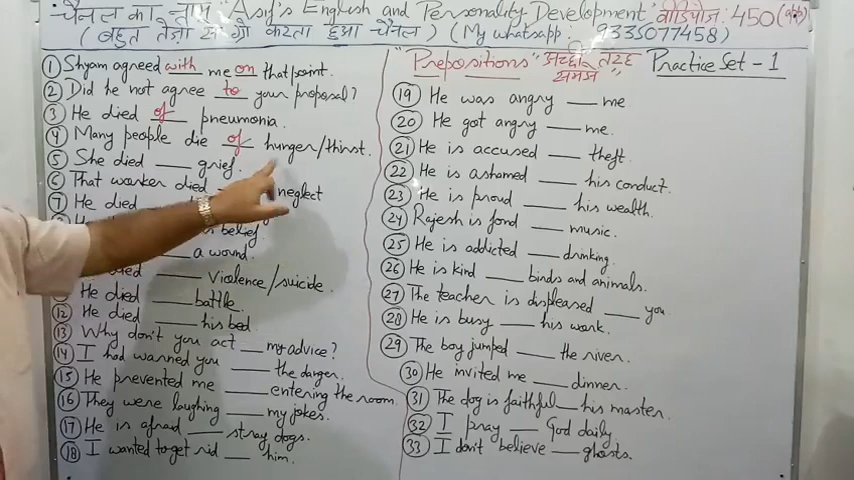 चैनल का नाम "Asif's English and Personality Development" वीडियोज: 450 (app)
(बहुत तेज़ी से ग्रो करता हुआ चैनल) (My whatsapp: 9335077458)
"Prepositions" अच्छी तरह समझें" Practice Set - 1
① Shyam agreed with me on that point.
② Did he not agree to your proposal?
③ He died of pneumonia.
④ Many people die of hunger/thirst.
⑤ She died ___ grief.
⑥ That worker died neglect
⑦ He died
belief.
___ a wound.
died ___ violence/suicide.
He died ___ battle.
⑫ He died ___ his bed.
⑬ Why don't you act ___ my advice?
⑭ I had warned you ___ the danger.
⑮ He prevented me ___ entering the room.
⑯ They were laughing ___ my jokes.
⑰ He is afraid ___ stray dogs.
⑱ I wanted to get rid ___ him.
⑲ He was angry ___ me
⑳ He got angry ___ me.
㉑ He is accused ___ theft.
㉒ He is ashamed ___ his conduct.
㉓ He is proud ___ his wealth.
㉔ Rajesh is fond ___ music.
㉕ He is addicted ___ drinking.
㉖ He is kind ___ birds and animals.
㉗ The teacher is displeased ___ you
㉘ He is busy ___ his work.
㉙ The boy jumped ___ the river.
㉚ He invited me ___ dinner.
㉛ The dog is faithful ___ his master.
㉜ I pray ___ God daily.
㉝ I don't believe ___ ghosts.